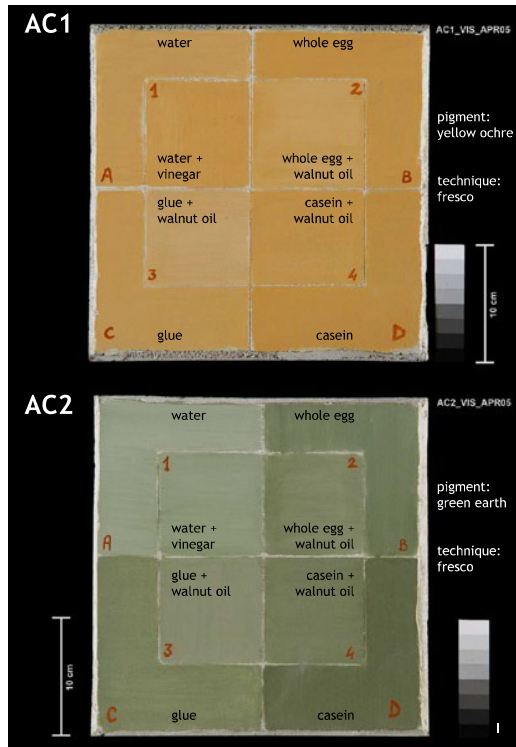 AC1
AC1_VIS_APR05
water
whole egg
1
2
pigment:
yellow ochre
A
water +
vinegar
whole egg +
walnut oil
B
technique:
fresco
glue +
walnut oil
casein +
walnut oil
3
4
10 cm
C
glue
casein
D
AC2
AC2_VIS_APR05
water
whole egg
1
2
pigment:
green earth
A
water +
vinegar
whole egg +
walnut oil
B
technique:
fresco
glue +
walnut oil
casein +
walnut oil
3
4
10 cm
C
glue
casein
D
I